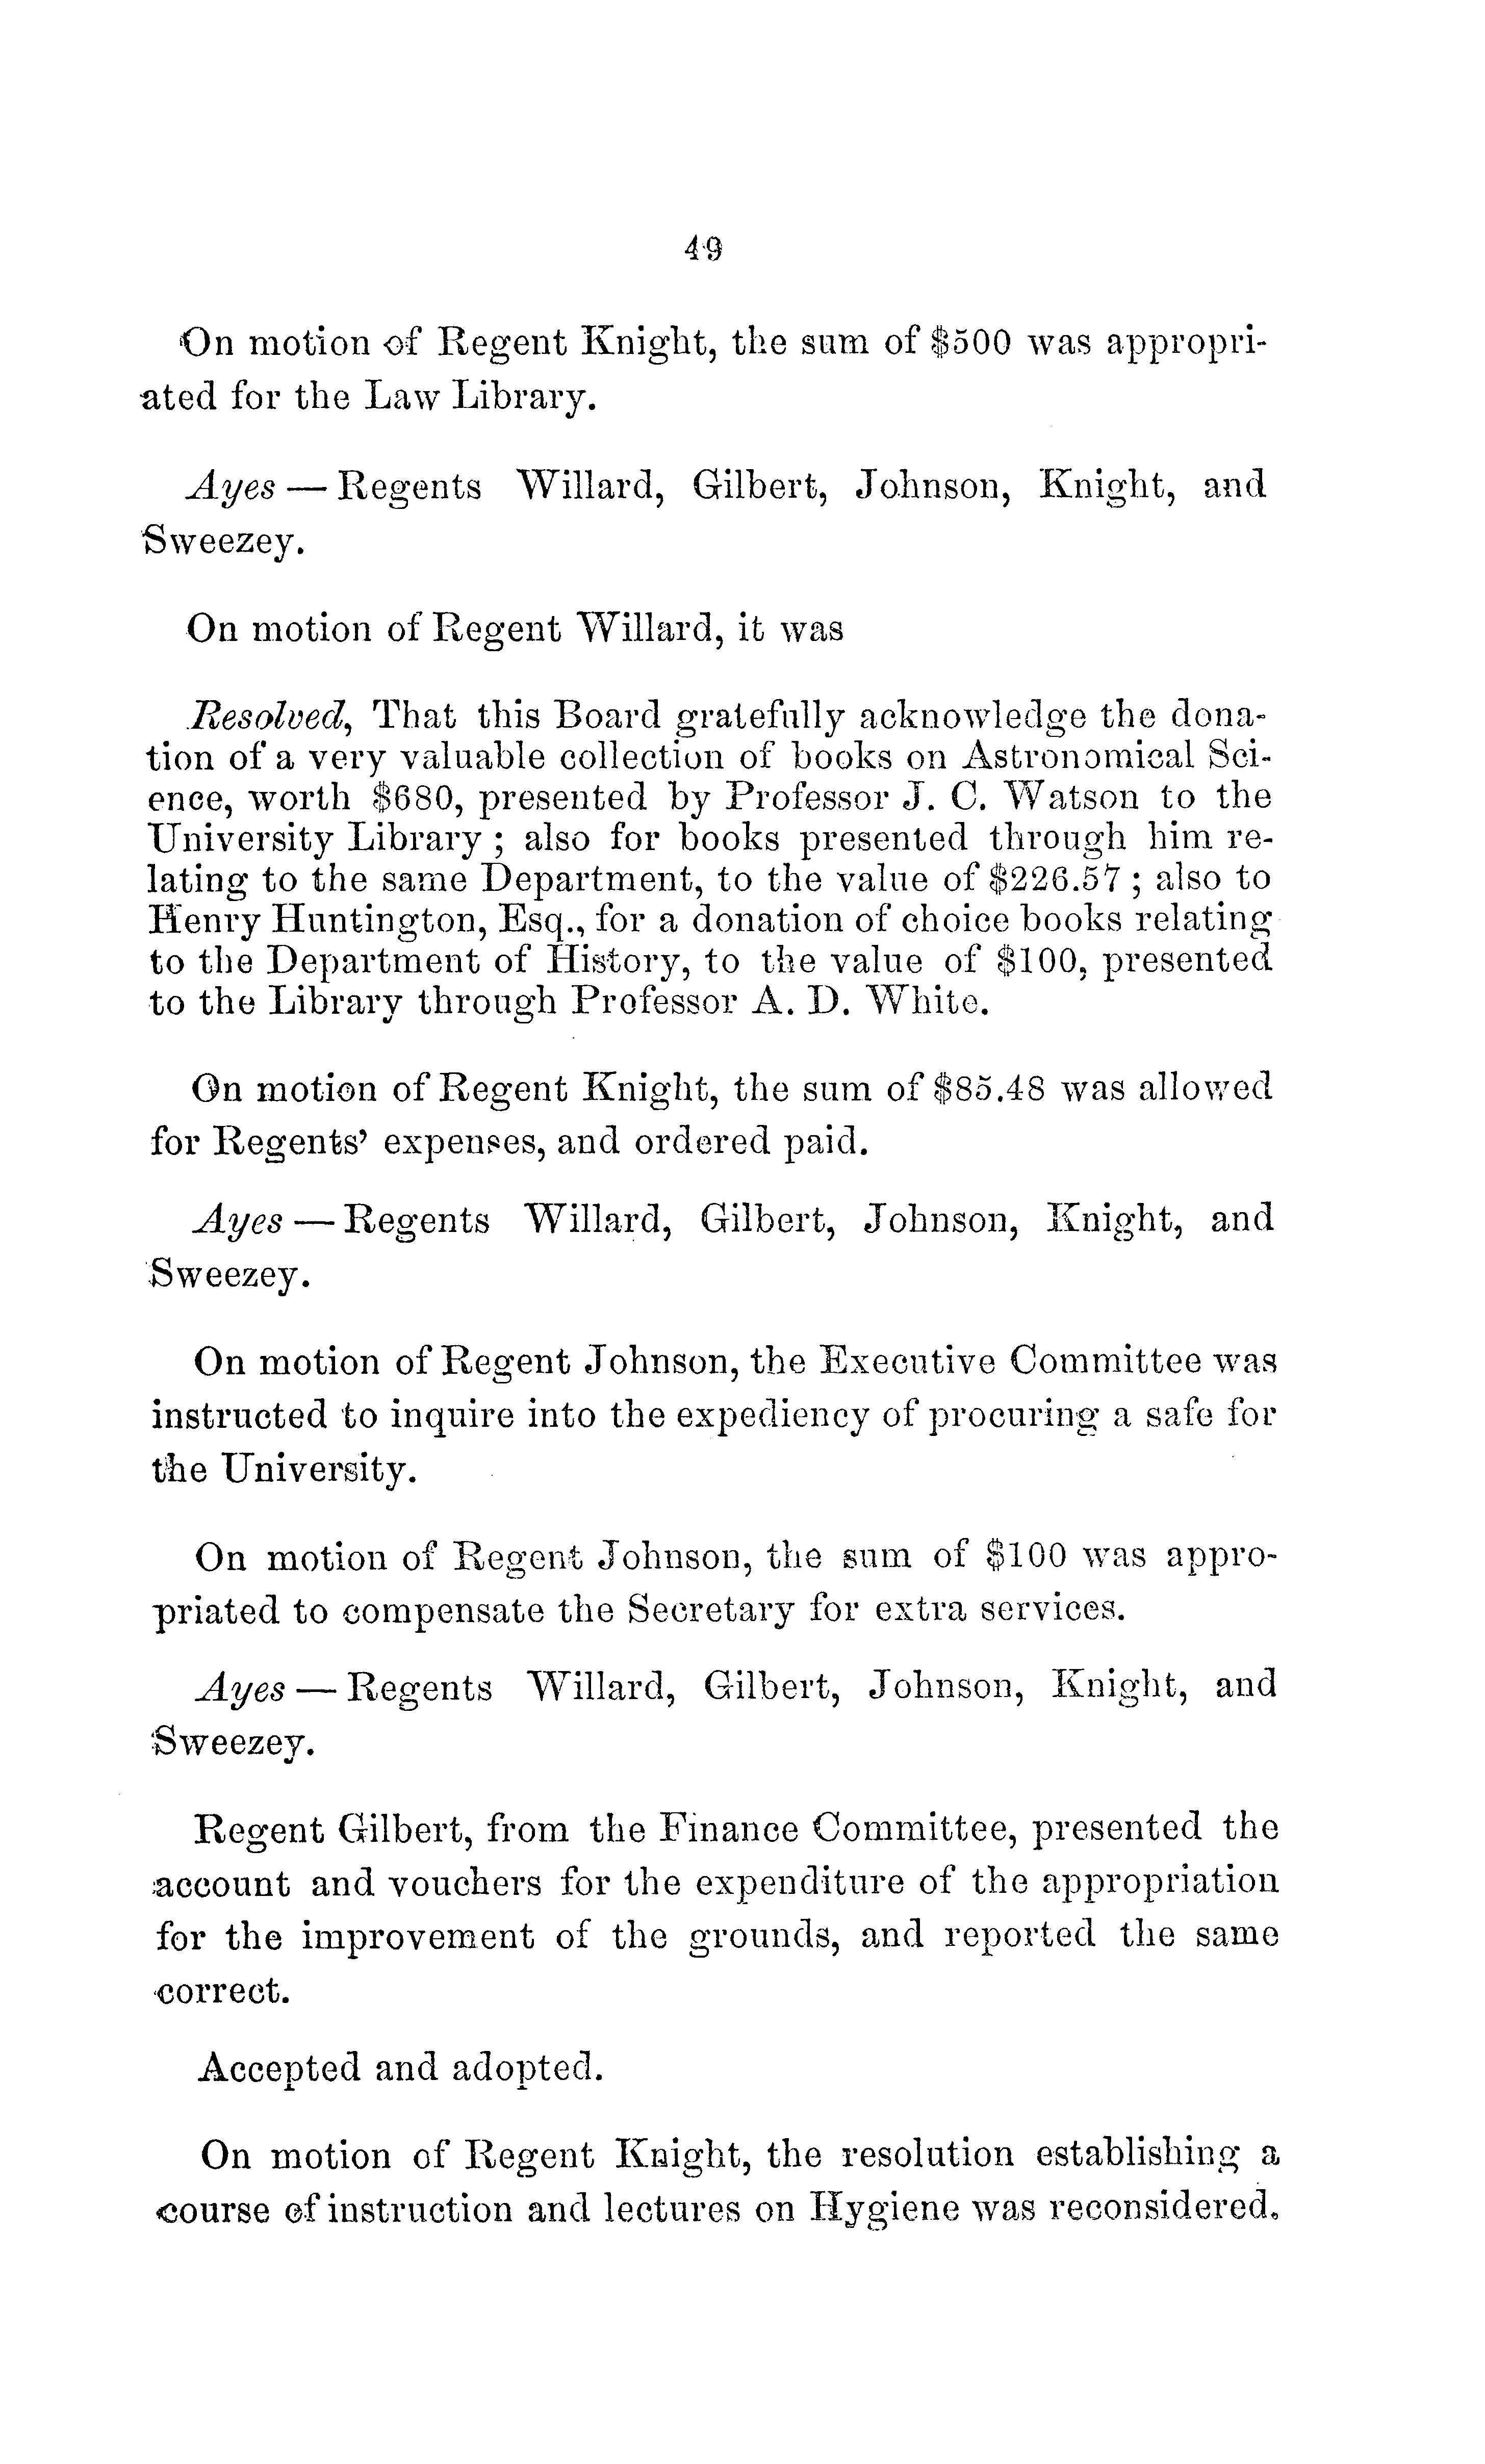 49
On motion of Regent Knight, the sum of $500 was appropri-
ated for the Law Library.
Ayes — Regents Willard, Gilbert, Johnson, Knight, and
Sweezey.
On motion of Regent Willard, it was
Resolved, That this Board gratefully acknowledge the dona-
tion of a very valuable collection of books on Astronomical Sci-
ence, worth $680, presented by Professor J. C. Watson to the
University Library ; also for books presented through him re-
lating to the same Department, to the value of $226.57 ; also to
Henry Huntington, Esq., for a donation of choice books relating
to the Department of History, to the value of $100, presented
to the Library through Professor A. D. White.
On motion of Regent Knight, the sum of $85.48 was allowed
for Regents' expenses, and ordered paid.
Ayes — Regents Willard, Gilbert, Johnson, Knight, and
Sweezey.
On motion of Regent Johnson, the Executive Committee was
instructed to inquire into the expediency of procuring a safe for
the University.
On motion of Regent Johnson, the sum of $100 was appro-
priated to compensate the Secretary for extra services.
Ayes — Regents Willard, Gilbert, Johnson, Knight, and
Sweezey.
Regent Gilbert, from the Finance Committee, presented the
account and vouchers for the expenditure of the appropriation
for the improvement of the grounds, and reported the same
correct.
Accepted and adopted.
On motion of Regent Knight, the resolution establishing a
course of instruction and lectures on Hygiene was reconsidered.